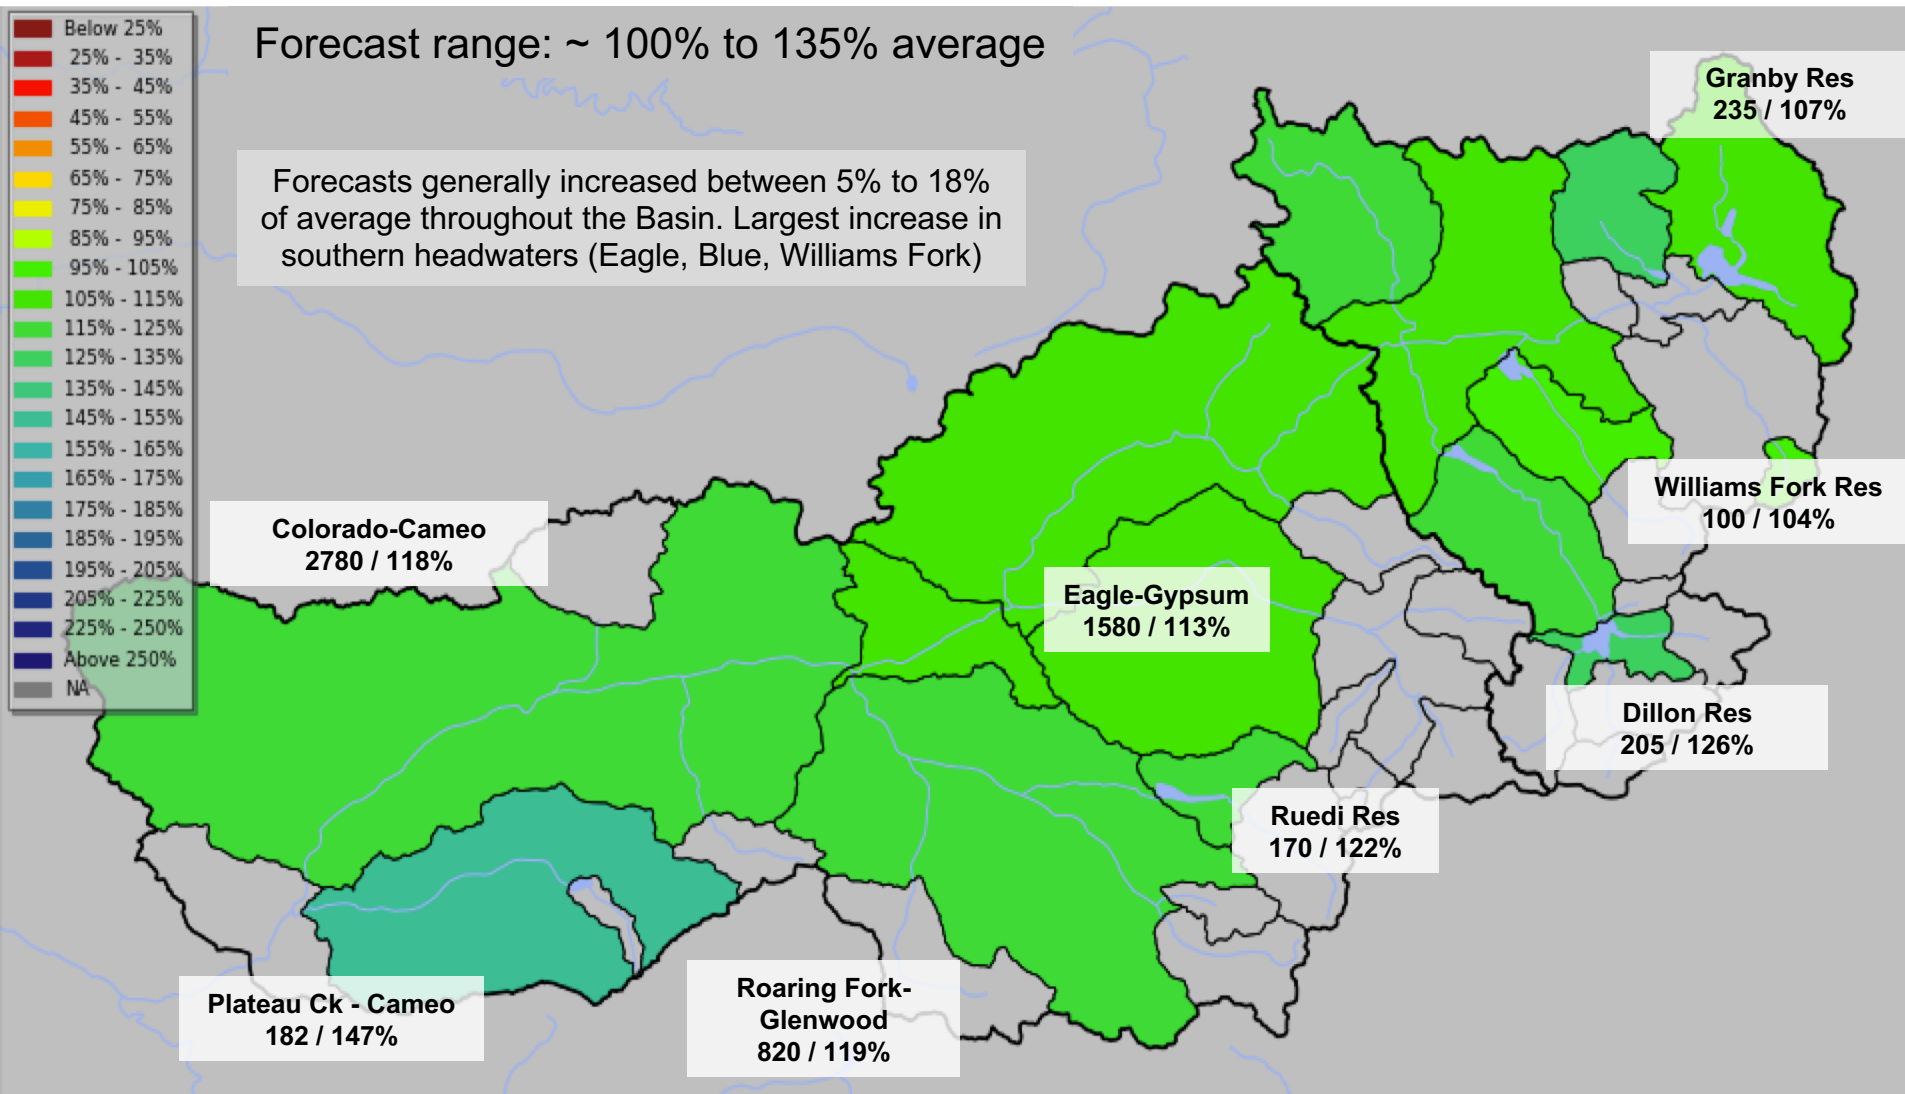 Below 25%
25% - 35%
35% - 45%
45% - 55%
55% - 65%
65% - 75%
75% - 85%
85% - 95%
95% - 105%
105% - 115%
115% - 125%
125% - 135%
135% - 145%
145% - 155%
155% - 165%
165% - 175%
175% - 185%
185% - 195%
195% - 205%
205% - 225%
225% - 250%
Above 250%
NA
Forecast range: ~ 100% to 135% average
Forecasts generally increased between 5% to 18%
of average throughout the Basin. Largest increase in
southern headwaters (Eagle, Blue, Williams Fork)
Granby Res
235 / 107%
Williams Fork Res
100 / 104%
Colorado-Cameo
2780 / 118%
Eagle-Gypsum
1580 / 113%
Dillon Res
205 / 126%
Ruedi Res
170 / 122%
Plateau Ck - Cameo
182 / 147%
Roaring Fork-
Glenwood
820 / 119%